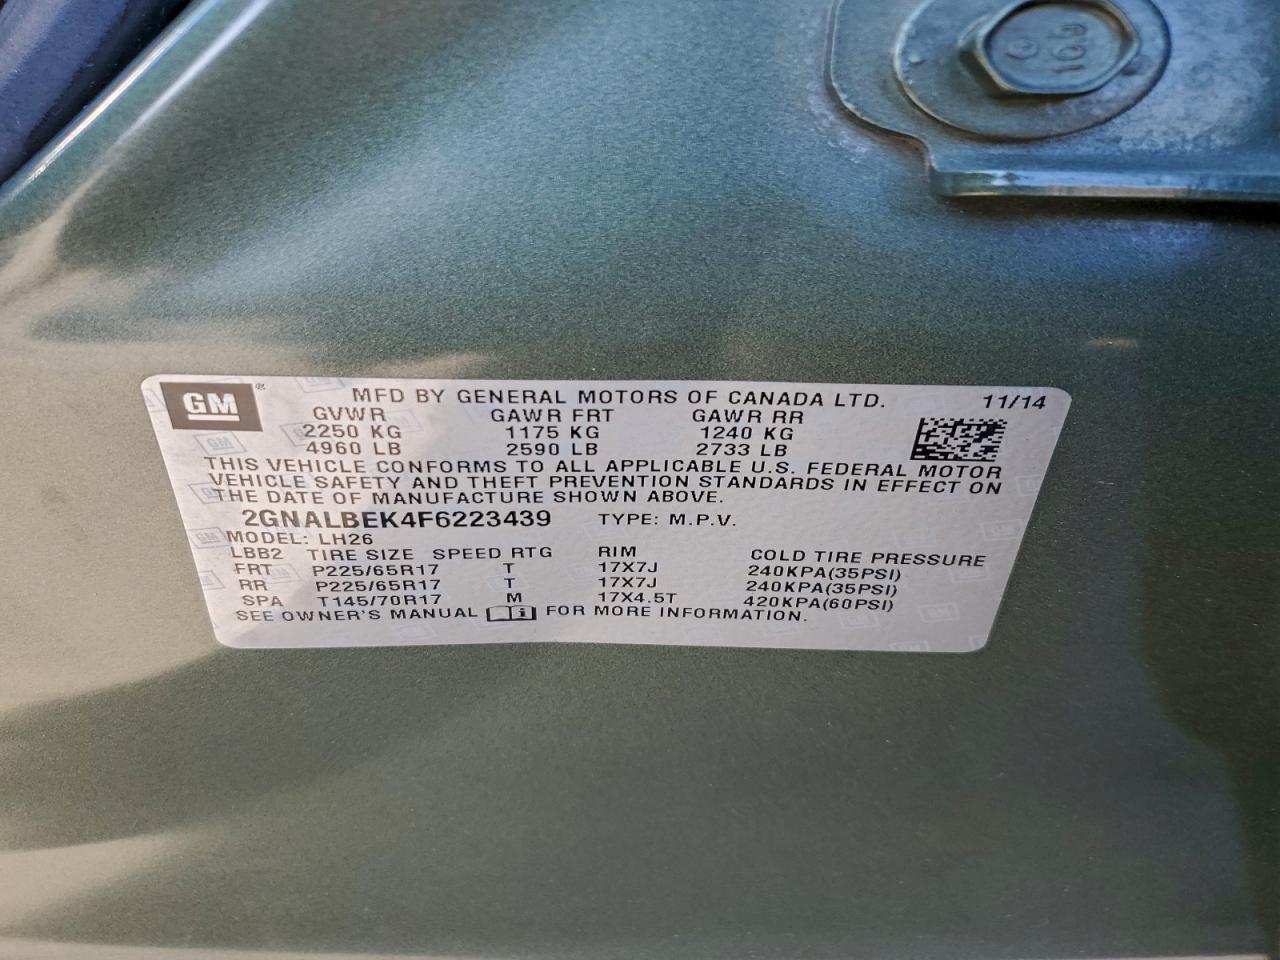 10.9
GM ®
MFD BY GENERAL MOTORS OF CANADA LTD. 11/14
GVWR GAWR FRT GAWR RR
2250 KG 1175 KG 1240 KG
4960 LB 2590 LB 2733 LB
THIS VEHICLE CONFORMS TO ALL APPLICABLE U.S. FEDERAL MOTOR
VEHICLE SAFETY AND THEFT PREVENTION STANDARDS IN EFFECT ON
THE DATE OF MANUFACTURE SHOWN ABOVE.
2GNALBEK4F6223439 TYPE: M.P.V.
MODEL: LH26
LBB2 TIRE SIZE SPEED RTG RIM COLD TIRE PRESSURE
FRT P225/65R17 T 17X7J 240KPA(35PSI)
RR P225/65R17 T 17X7J 240KPA(35PSI)
SPA T145/70R17 M 17X4.5T 420KPA(60PSI)
SEE OWNER'S MANUAL FOR MORE INFORMATION.